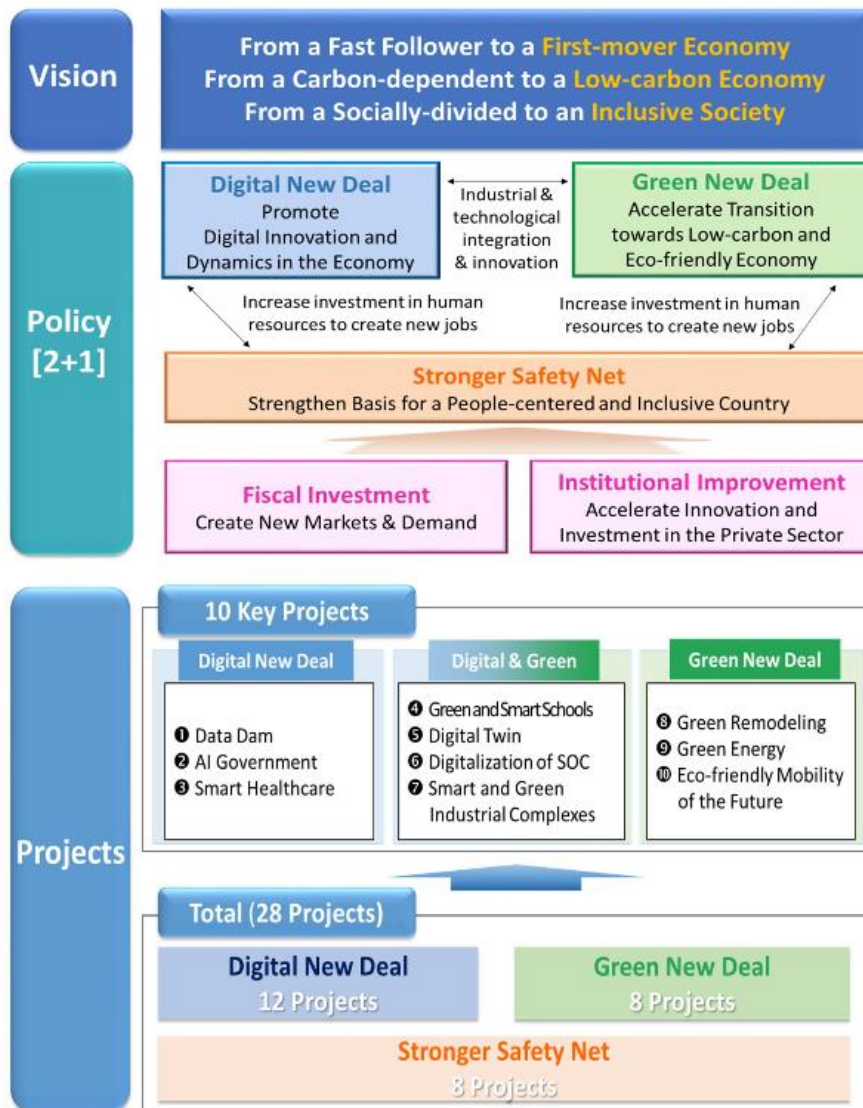 Vision
From a Fast Follower to a First-mover Economy
From a Carbon-dependent to a Low-carbon Economy
From a Socially-divided to an Inclusive Society
Policy
[2+1]
Digital New Deal
Promote
Digital Innovation and
Dynamics in the Economy
Industrial &
technological
integration
& innovation
Green New Deal
Accelerate Transition
towards Low-carbon and
Eco-friendly Economy
Increase investment in human
resources to create new jobs
Increase investment in human
resources to create new jobs
Stronger Safety Net
Strengthen Basis for a People-centered and Inclusive Country
Fiscal Investment
Create New Markets & Demand
Institutional Improvement
Accelerate Innovation and
Investment in the Private Sector
Projects
10 Key Projects
Digital New Deal
❶ Data Dam
❷ AI Government
❸ Smart Healthcare
Digital & Green
❹ Green and Smart Schools
❺ Digital Twin
❻ Digitalization of SOC
❼ Smart and Green
Industrial Complexes
Green New Deal
❽ Green Remodeling
❾ Green Energy
❿ Eco-friendly Mobility
of the Future
Total (28 Projects)
Digital New Deal
12 Projects
Green New Deal
8 Projects
Stronger Safety Net
8 Projects